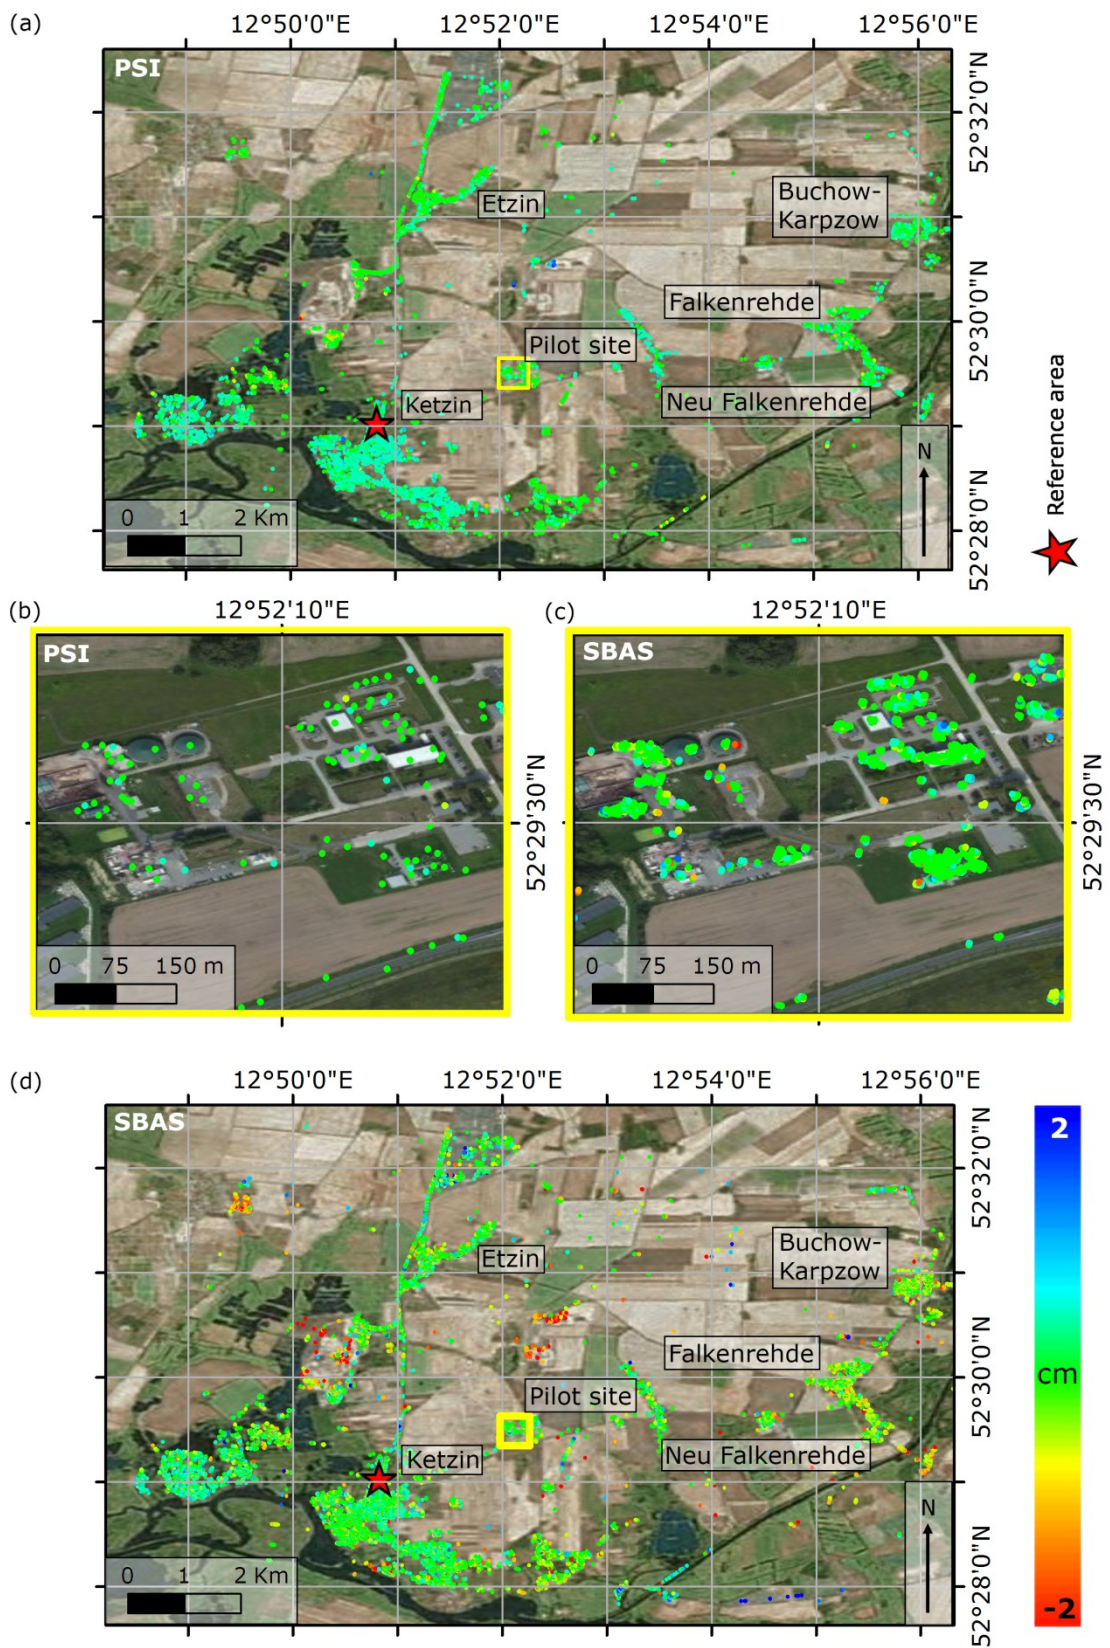 (a)
12°50'0"E 12°52'0"E 12°54'0"E 12°56'0"E
PSI
52°32'0"N
Etzin
Buchow-
Karpzow
Falkenrehde
52°30'0"N
Pilot site
Ketzin
Neu Falkenrehde
N
0 1 2 Km
52°28'0"N
Reference area
(b)
12°52'10"E
PSI
52°29'30"N
0 75 150 m
(c)
12°52'10"E
SBAS
52°29'30"N
0 75 150 m
(d)
12°50'0"E 12°52'0"E 12°54'0"E 12°56'0"E
SBAS
52°32'0"N
Etzin
Buchow-
Karpzow
Falkenrehde
52°30'0"N
Pilot site
Ketzin
Neu Falkenrehde
N
0 1 2 Km
52°28'0"N
2
cm
-2